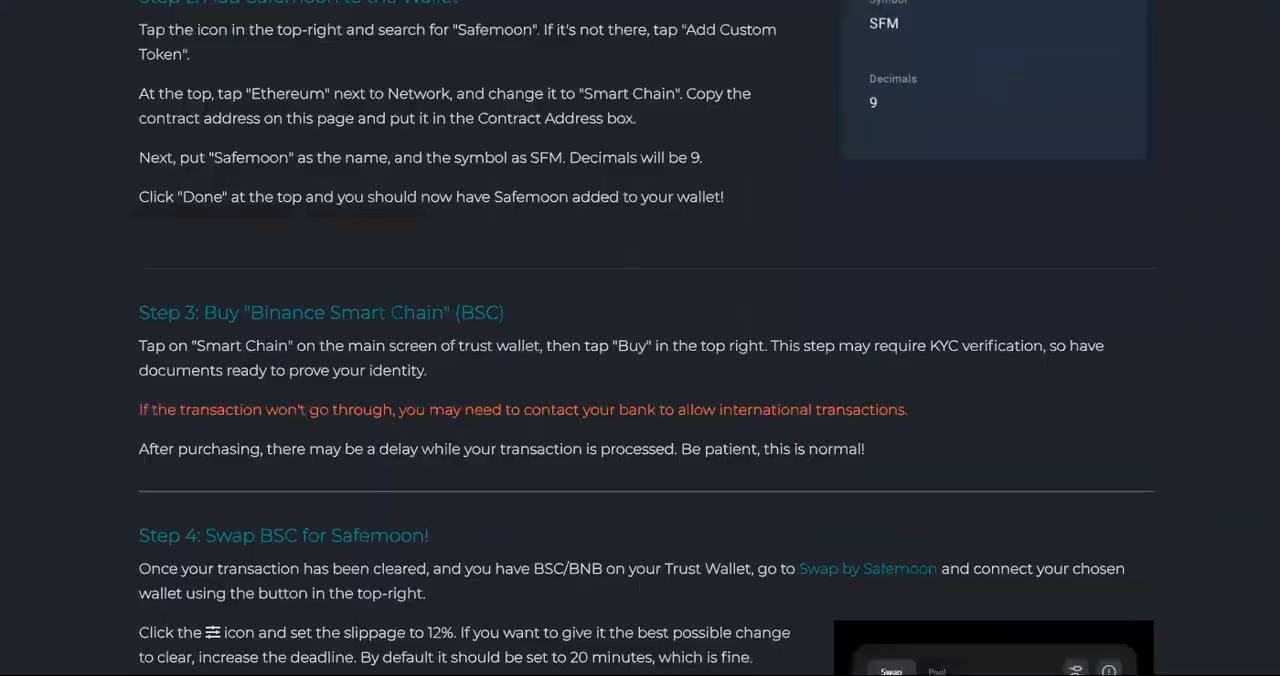 Step 2: Add Safemoon to the Wallet
Tap the icon in the top-right and search for "Safemoon". If it's not there, tap "Add Custom
Token".
At the top, tap "Ethereum" next to Network, and change it to "Smart Chain". Copy the
contract address on this page and put it in the Contract Address box.
Next, put "Safemoon" as the name, and the symbol as SFM. Decimals will be 9.
Click "Done" at the top and you should now have Safemoon added to your wallet!
Symbol
SFM
Decimals
9
Step 3: Buy "Binance Smart Chain" (BSC)
Tap on "Smart Chain" on the main screen of trust wallet, then tap "Buy" in the top right. This step may require KYC verification, so have
documents ready to prove your identity.
If the transaction won't go through, you may need to contact your bank to allow international transactions.
After purchasing, there may be a delay while your transaction is processed. Be patient, this is normal!
Step 4: Swap BSC for Safemoon!
Once your transaction has been cleared, and you have BSC/BNB on your Trust Wallet, go to Swap by Safemoon and connect your chosen
wallet using the button in the top-right.
Click the icon and set the slippage to 12%. If you want to give it the best possible change
to clear, increase the deadline. By default it should be set to 20 minutes, which is fine.
Swap Pool